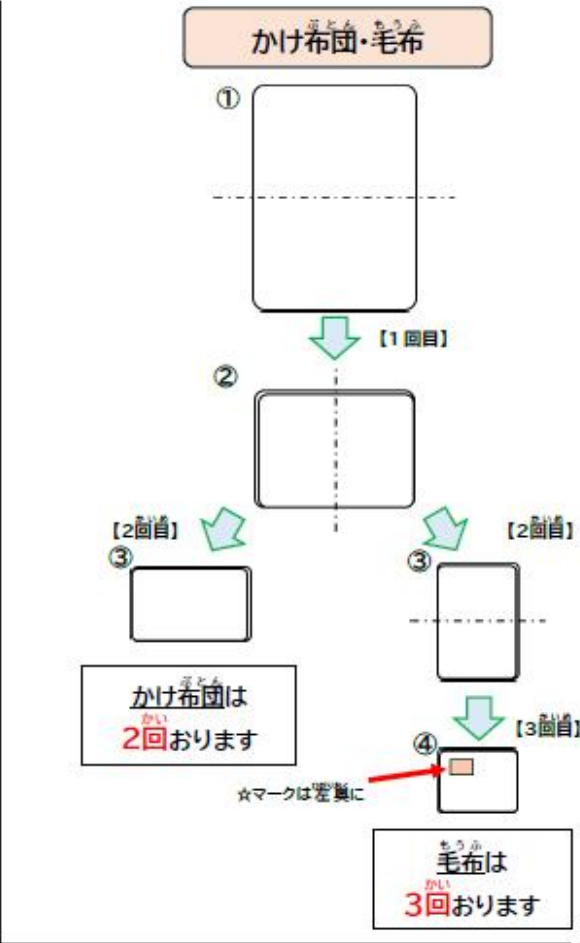 かけ布団・毛布
①
【1回目】
②
【2回目】
【2回目】
③
③
かけ布団は
2回おります
【3回目】
④
☆マークは左奥に
毛布は
3回おります